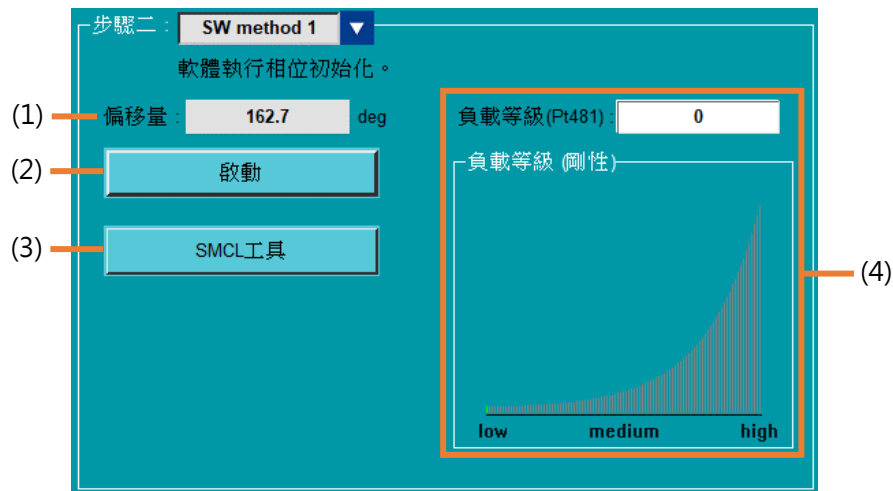 步驟二 : SW method 1
軟體執行相位初始化。
(1) 偏移量 : 162.7 deg
(2) 啟動
(3) SMCL工具
負載等級(Pt481) : 0
負載等級 (剛性)
low medium high
(4)